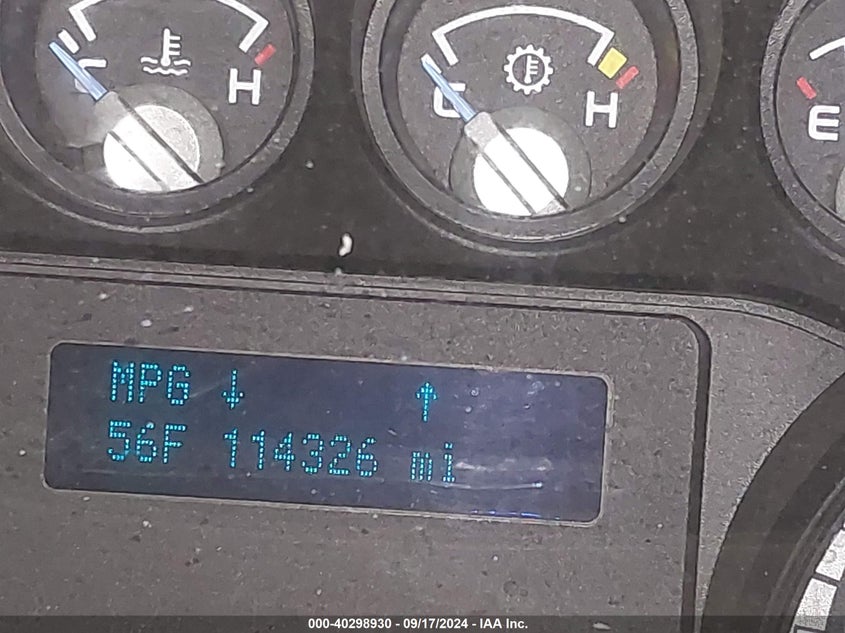 C H
C H
E
MPG ↓ ↑
56F 114326 mi
000-40298930 - 09/17/2024 - IAA Inc.